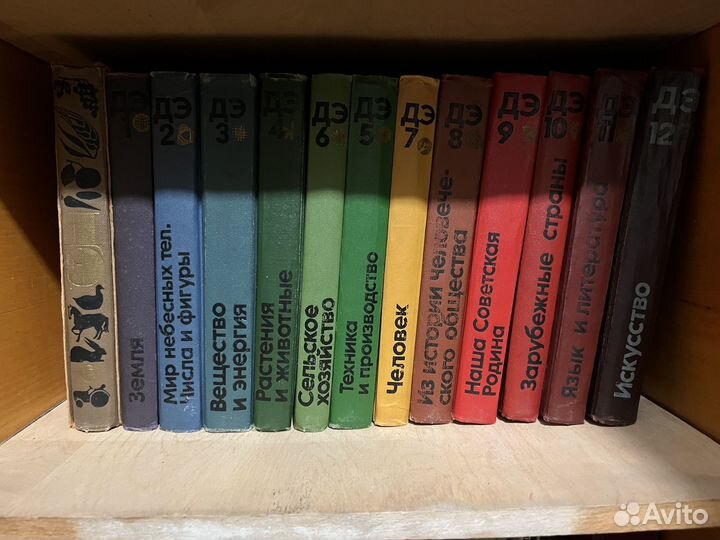 ДЭ
1
Земля
ДЭ
2
Мир небесных тел.
Числа и фигуры
ДЭ
3
Вещество
и энергия
ДЭ
4
Растения
и животные
ДЭ
6
Сельское
хозяйство
ДЭ
5
Техника
и производство
ДЭ
7
Человек
ДЭ
8
Из истории человече-
ского общества
ДЭ
9
Наша Советская
Родина
ДЭ
10
Зарубежные страны
ДЭ
11
Язык и литература
ДЭ
12
Искусство
Avito